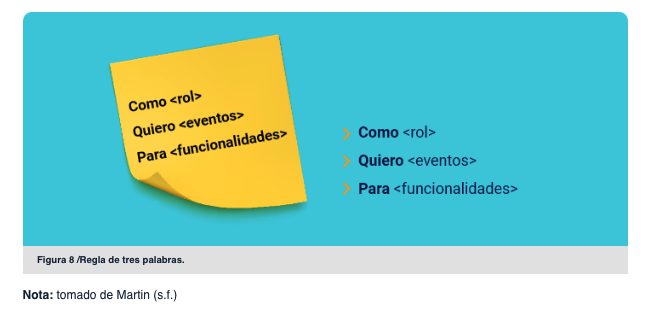 Como <rol>
Quiero <eventos>
Para <funcionalidades>
Como <rol>
Quiero <eventos>
Para <funcionalidades>
Figura 8 /Regla de tres palabras.
Nota: tomado de Martin (s.f.)